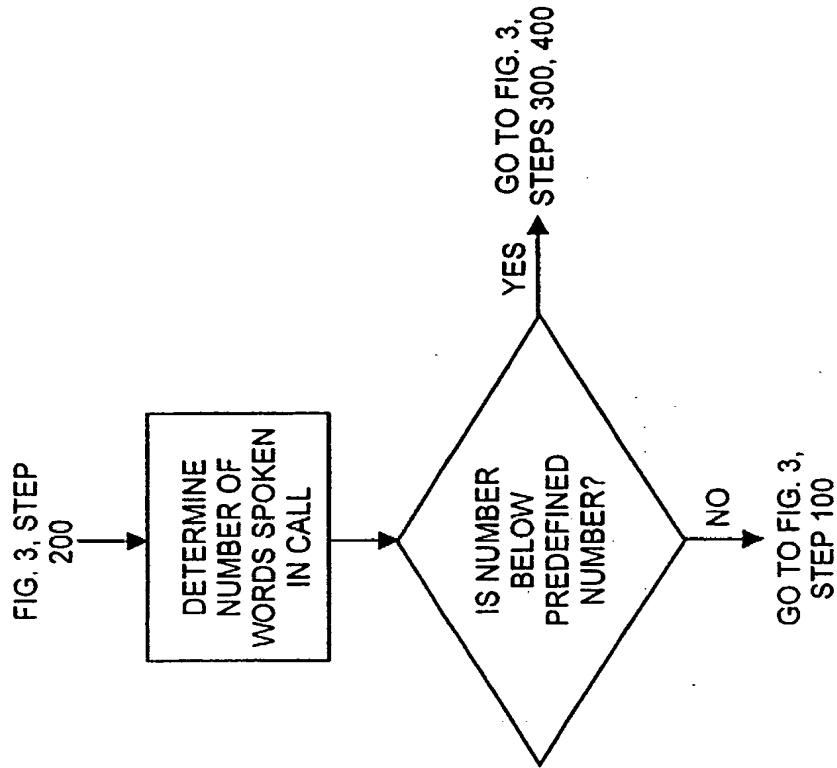 FIG. 3, STEP
200
DETERMINE
NUMBER OF
WORDS SPOKEN
IN CALL
IS NUMBER
BELOW
PREDEFINED
NUMBER?
YES
GO TO FIG. 3,
STEPS 300, 400
NO
GO TO FIG. 3,
STEP 100